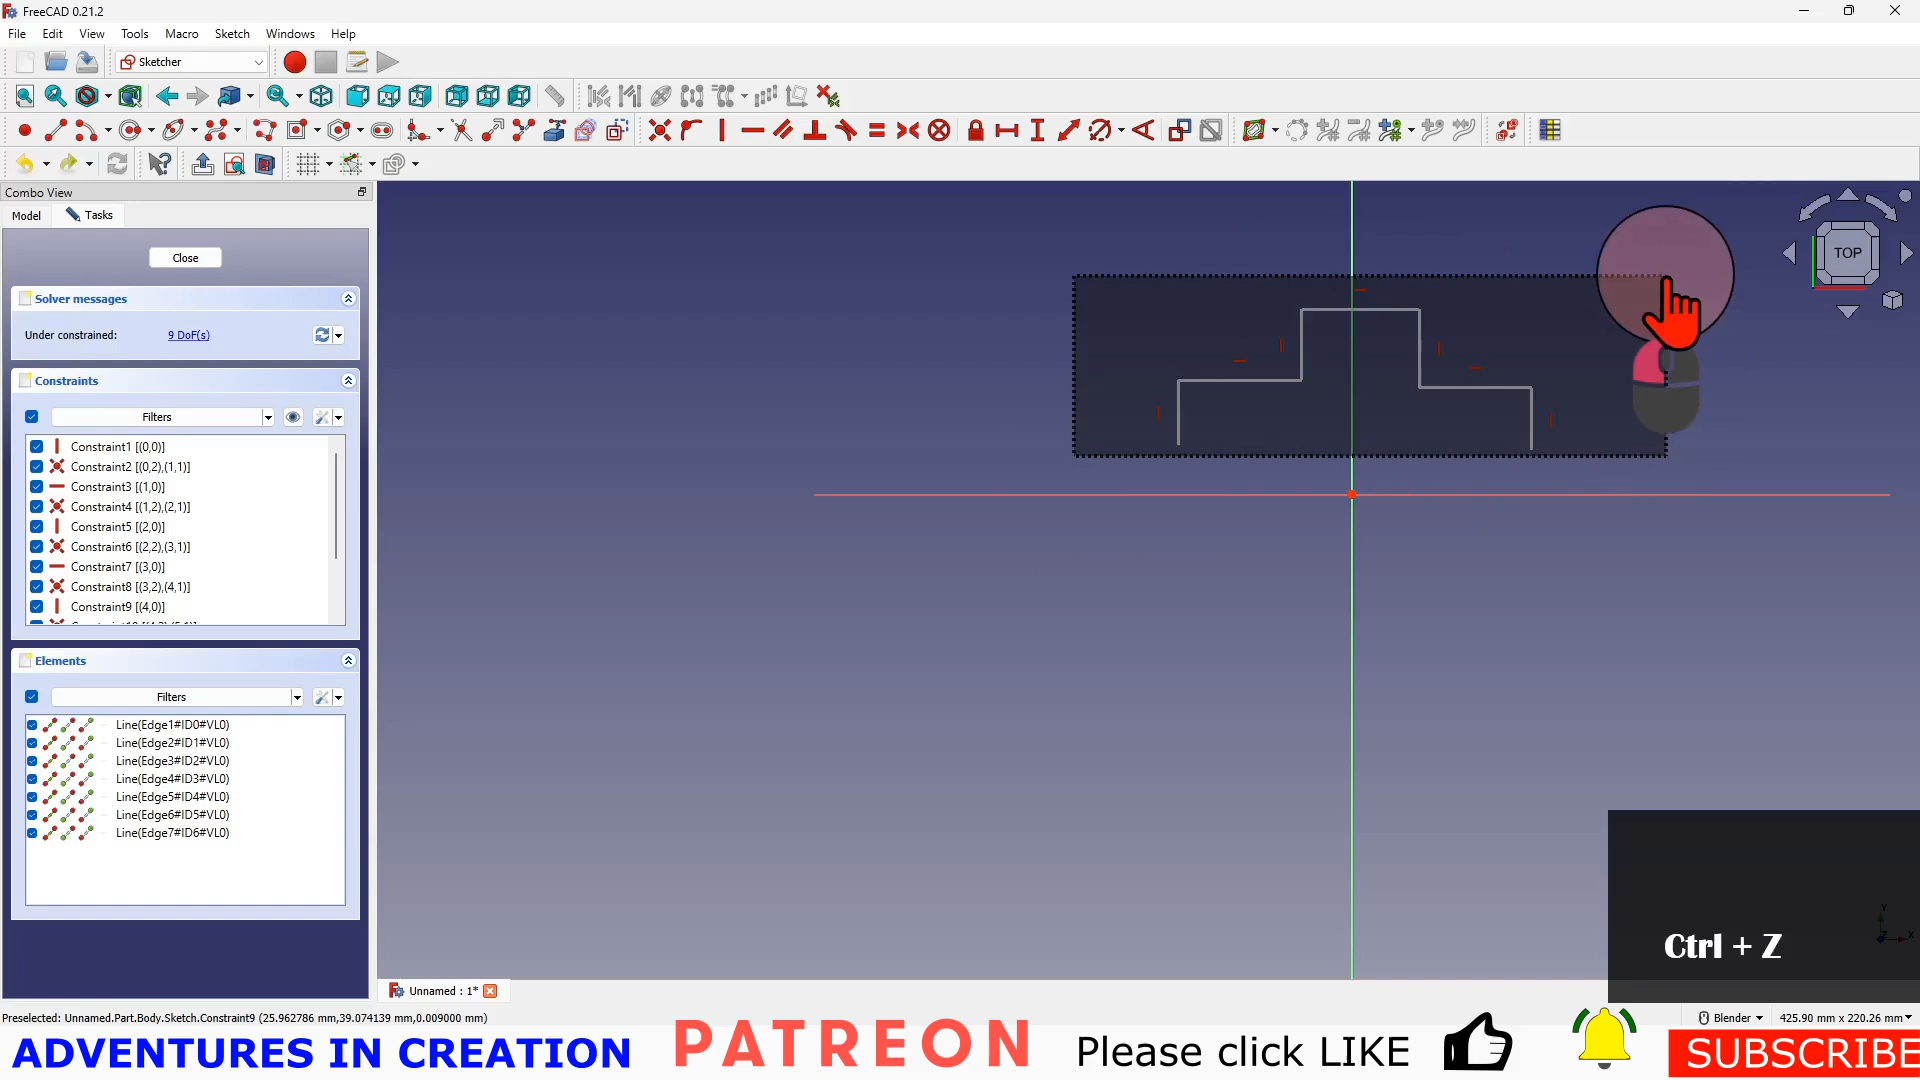 FreeCAD 0.21.2
File Edit View Tools Macro Sketch Windows Help
Sketcher
Combo View
Model Tasks
Close
Solver messages
Under constrained: 9 DoF(s)
Constraints
Filters
Constraint1 [(0,0)]
Constraint2 [(0,2),(1,1)]
Constraint3 [(1,0)]
Constraint4 [(1,2),(2,1)]
Constraint5 [(2,0)]
Constraint6 [(2,2),(3,1)]
Constraint7 [(3,0)]
Constraint8 [(3,2),(4,1)]
Constraint9 [(4,0)]
Elements
Filters
Line(Edge1#ID0#VL0)
Line(Edge2#ID1#VL0)
Line(Edge3#ID2#VL0)
Line(Edge4#ID3#VL0)
Line(Edge5#ID4#VL0)
Line(Edge6#ID5#VL0)
Line(Edge7#ID6#VL0)
TOP
Y
Z
X
Ctrl + Z
Unnamed : 1*
Preselected: Unnamed.Part.Body.Sketch.Constraint9 (25.962786 mm,39.074139 mm,0.009000 mm)
Blender
425.90 mm x 220.26 mm
ADVENTURES IN CREATION
PATREON
Please click LIKE
SUBSCRIBE